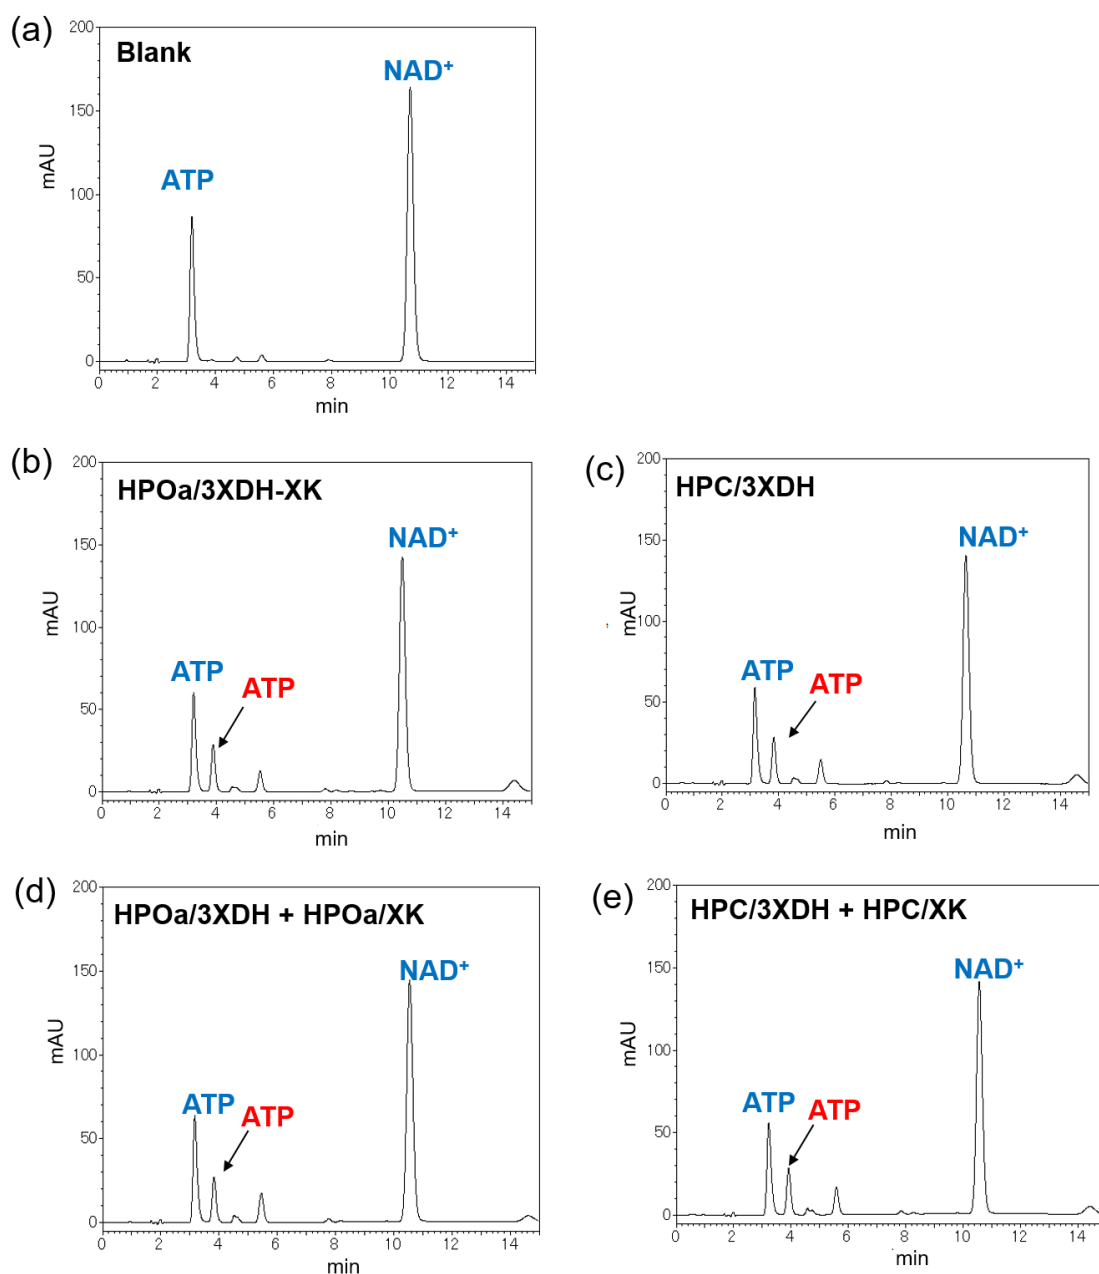 (a)
Blank
200
150
100
50
0
mAU
ATP
NAD⁺
0 2 4 6 8 10 12 14
min
(b)
HPOa/3XDH-XK
200
150
100
50
0
mAU
ATP
ATP
NAD⁺
0 2 4 6 8 10 12 14
min
(c)
HPC/3XDH
200
150
100
50
0
mAU
ATP
ATP
NAD⁺
0 2 4 6 8 10 12 14
min
(d)
HPOa/3XDH + HPOa/XK
200
150
100
50
0
mAU
ATP
ATP
NAD⁺
0 2 4 6 8 10 12 14
min
(e)
HPC/3XDH + HPC/XK
200
150
100
50
0
mAU
ATP
ATP
NAD⁺
0 2 4 6 8 10 12 14
min